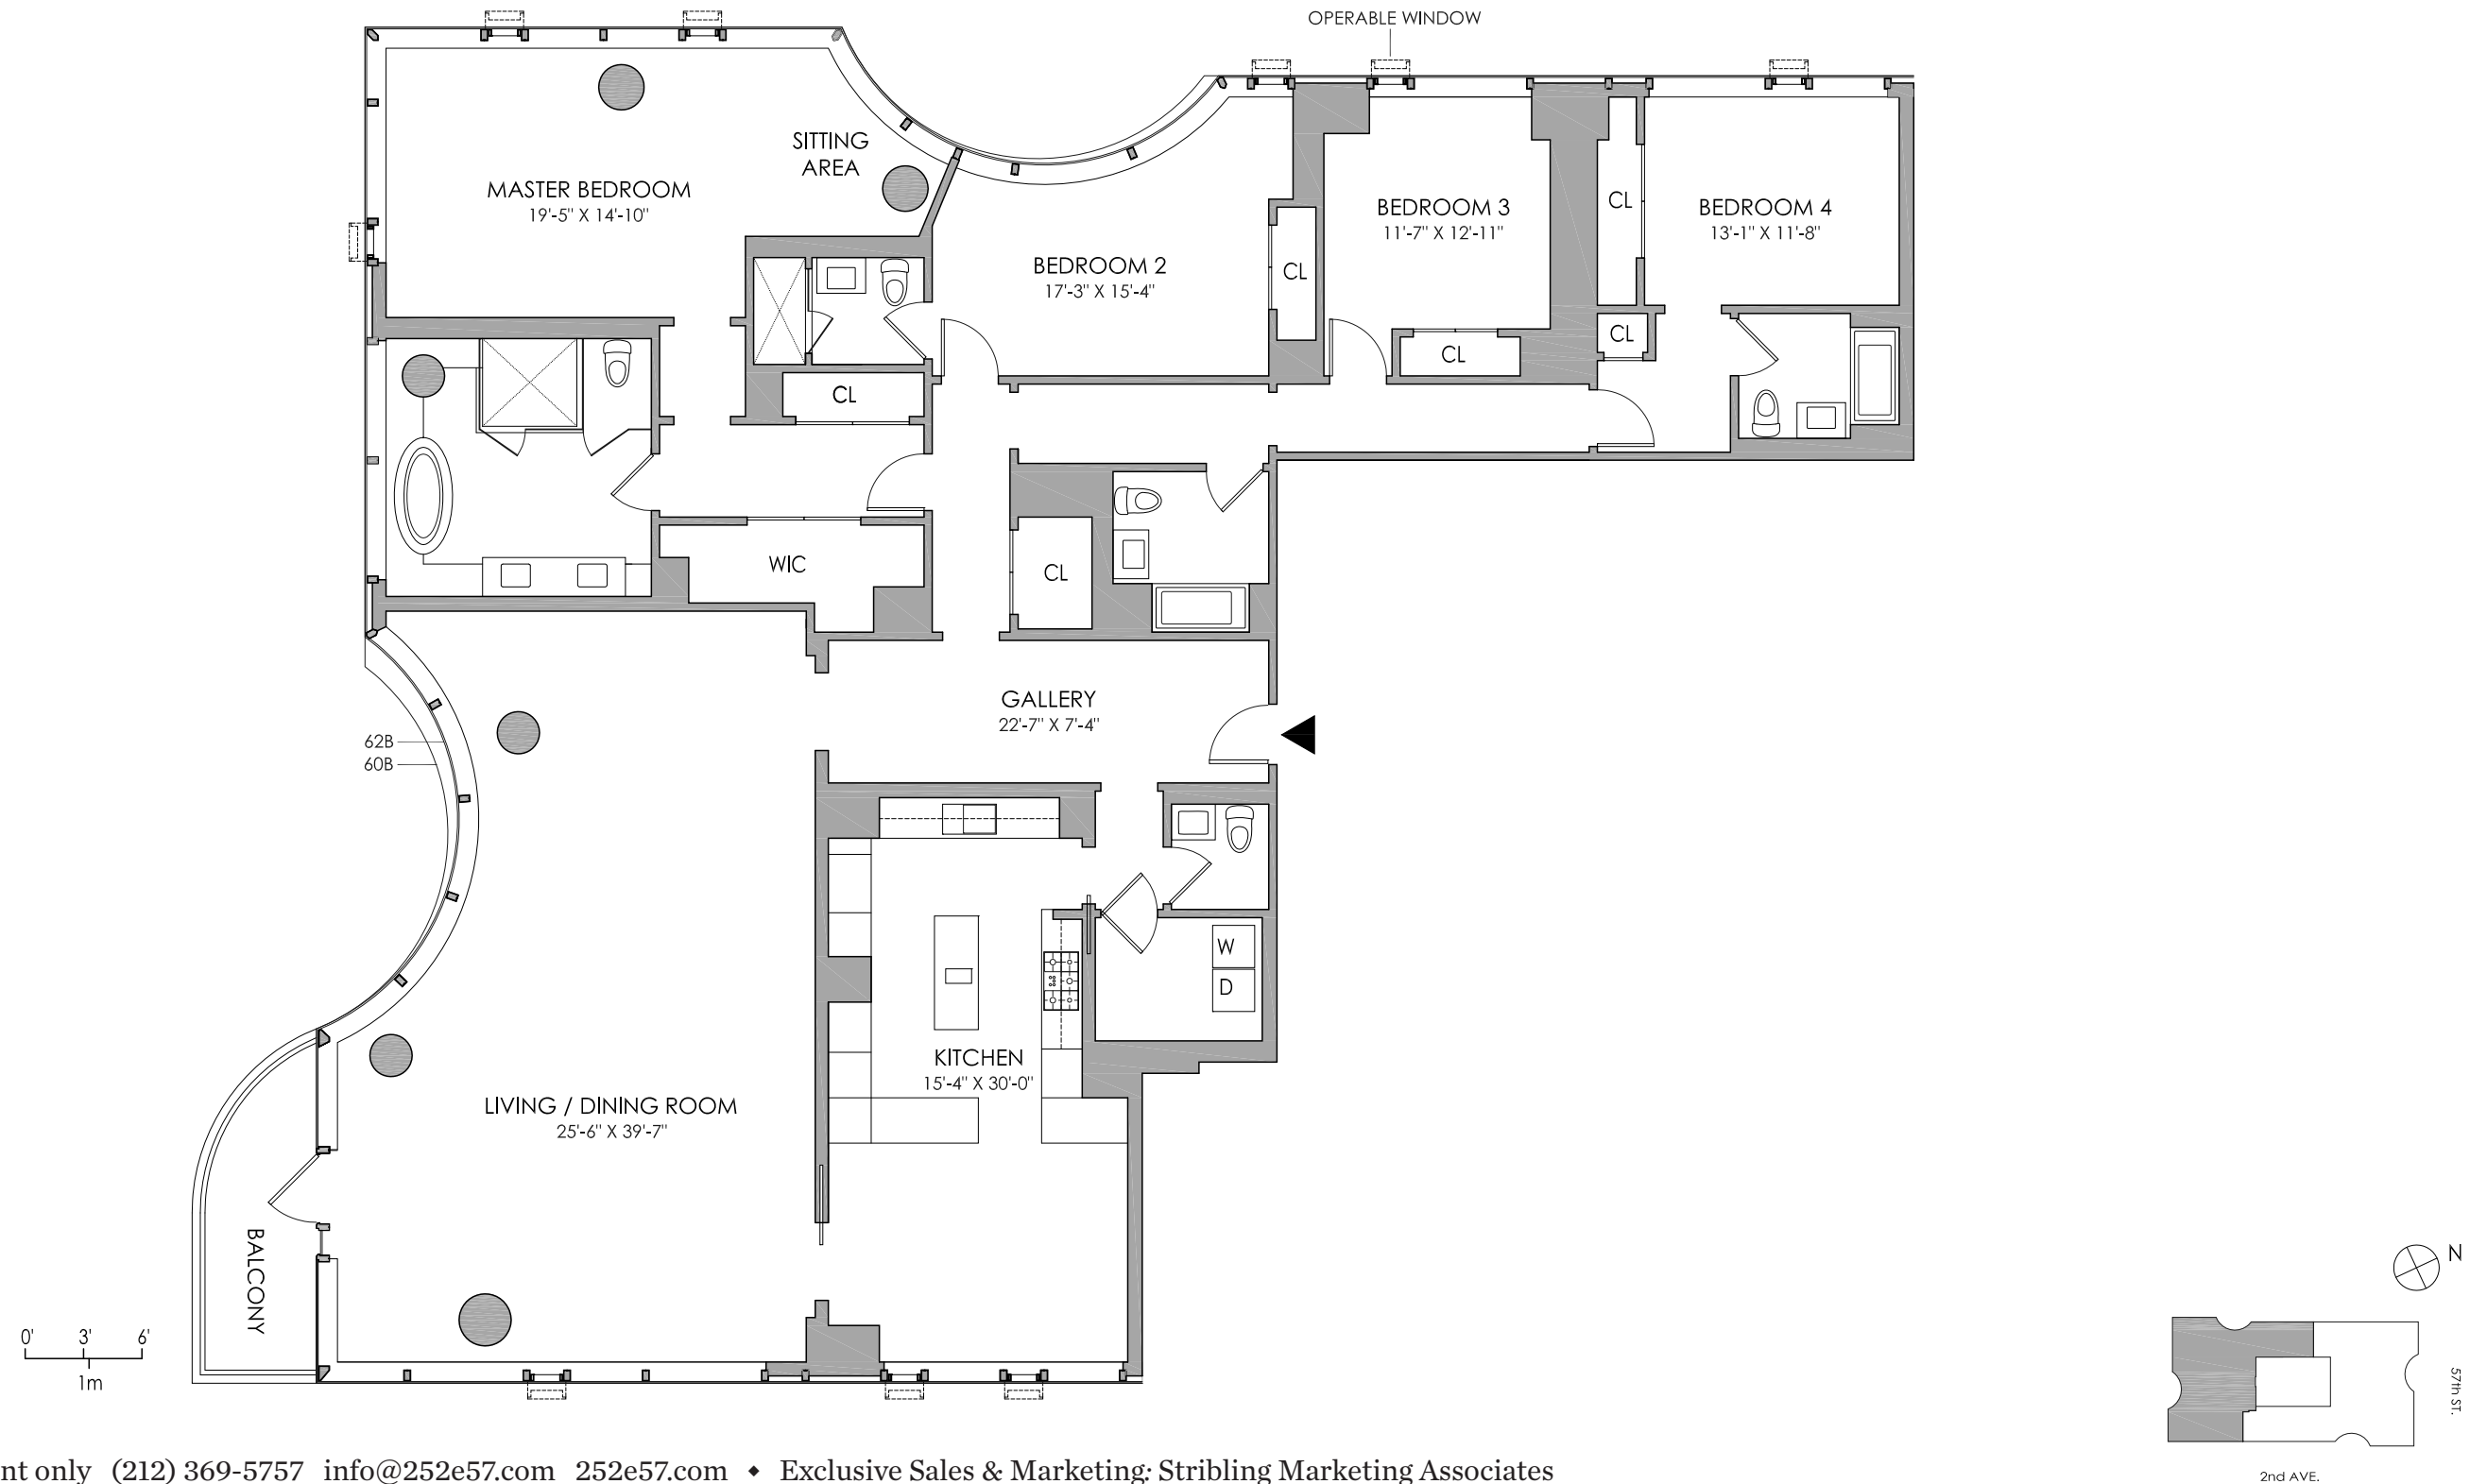 OPERABLE WINDOW
SITTING
AREA
MASTER BEDROOM
19'-5" X 14'-10"
BEDROOM 2
17'-3" X 15'-4"
CL
BEDROOM 3
11'-7" X 12'-11"
CL
CL
BEDROOM 4
13'-1" X 11'-8"
CL
CL
WIC
CL
GALLERY
22'-7" X 7'-4"
62B
60B
W
D
KITCHEN
15'-4" X 30'-0"
LIVING / DINING ROOM
25'-6" X 39'-7"
BALCONY
0' 3' 6'
1m
N
57th ST.
2nd AVE.
nt only (212) 369-5757 info@252e57.com 252e57.com ◆ Exclusive Sales & Marketing: Stribling Marketing Associates